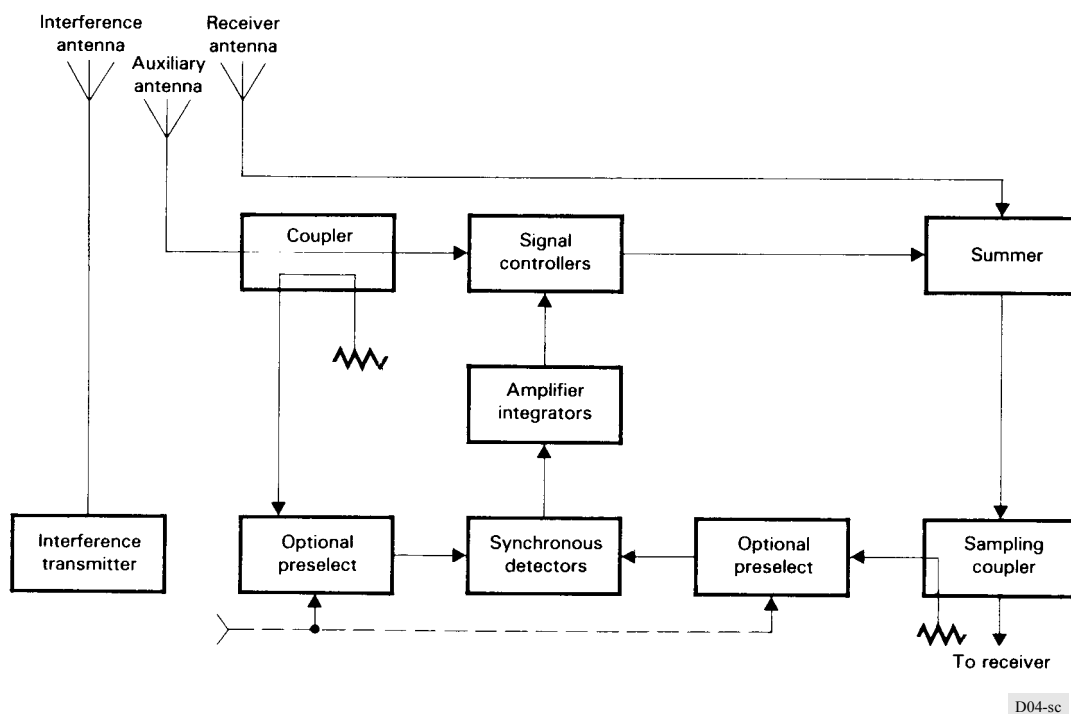 Interference
antenna
Auxiliary
antenna
Receiver
antenna
Coupler
Signal
controllers
Summer
Amplifier
integrators
Interference
transmitter
Optional
preselect
Synchronous
detectors
Optional
preselect
Sampling
coupler
To receiver
D04-sc